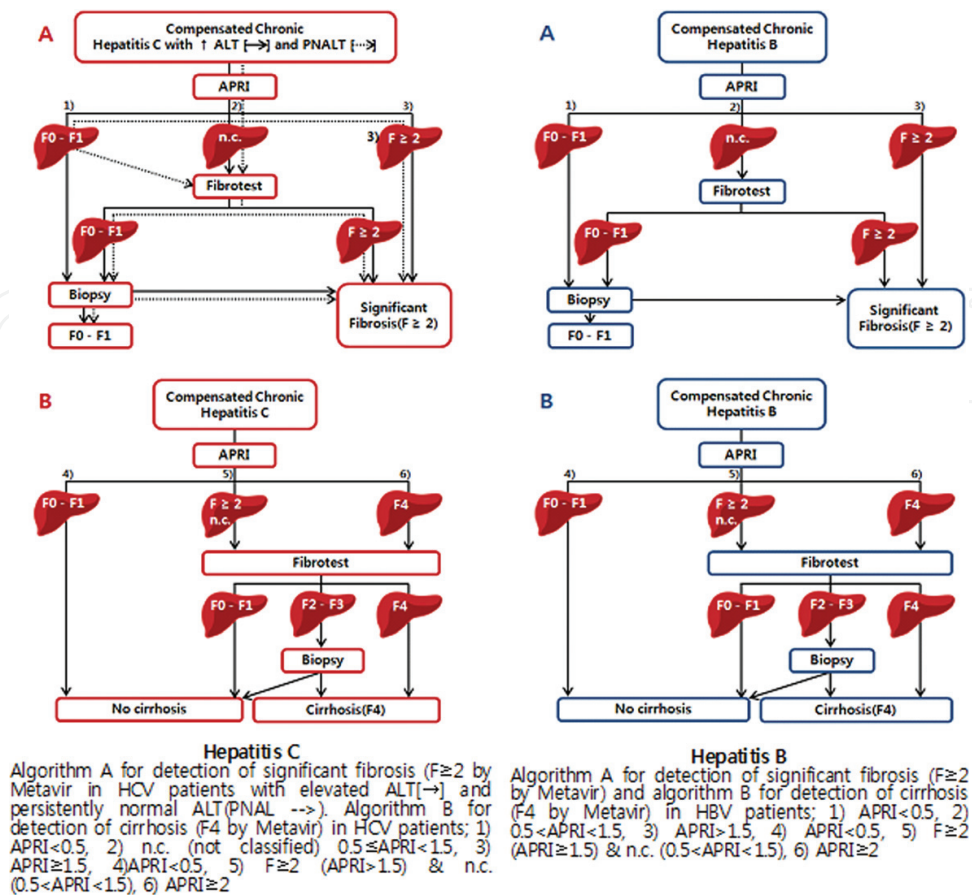 A
Compensated Chronic
Hepatitis C with ↑ ALT [→] and PNALT [⇢]
APRI
1)
2)
3)
F0 - F1
n.c.
3)
F ≥ 2
Fibrotest
F0 - F1
F ≥ 2
Biopsy
Significant
Fibrosis(F ≥ 2)
F0 - F1
B
Compensated Chronic
Hepatitis C
APRI
4)
5)
6)
F0 - F1
F ≥ 2
n.c.
F4
Fibrotest
F0 - F1
F2 - F3
F4
Biopsy
No cirrhosis
Cirrhosis(F4)
Hepatitis C
Algorithm A for detection of significant fibrosis (F≥2 by
Metavir in HCV patients with elevated ALT[→] and
persistently normal ALT(PNAL -->). Algorithm B for
detection of cirrhosis (F4 by Metavir) in HCV patients; 1)
APRI<0.5, 2) n.c. (not classified) 0.5≤APRI<1.5, 3)
APRI≥1.5, 4)APRI<0.5, 5) F≥2 (APRI>1.5) & n.c.
(0.5<APRI<1.5), 6) APRI≥2
A
Compensated Chronic
Hepatitis B
APRI
1)
2)
3)
F0 - F1
n.c.
F ≥ 2
Fibrotest
F0 - F1
F ≥ 2
Biopsy
Significant
Fibrosis(F ≥ 2)
F0 - F1
B
Compensated Chronic
Hepatitis B
APRI
4)
5)
6)
F0 - F1
F ≥ 2
n.c.
F4
Fibrotest
F0 - F1
F2 - F3
F4
Biopsy
No cirrhosis
Cirrhosis(F4)
Hepatitis B
Algorithm A for detection of significant fibrosis (F≥2
by Metavir) and algorithm B for detection of cirrhosis
(F4 by Metavir) in HBV patients; 1) APRI<0.5, 2)
0.5<APRI<1.5, 3) APRI>1.5, 4) APRI<0.5, 5) F≥2
(APRI≥1.5) & n.c. (0.5<APRI<1.5), 6) APRI≥2